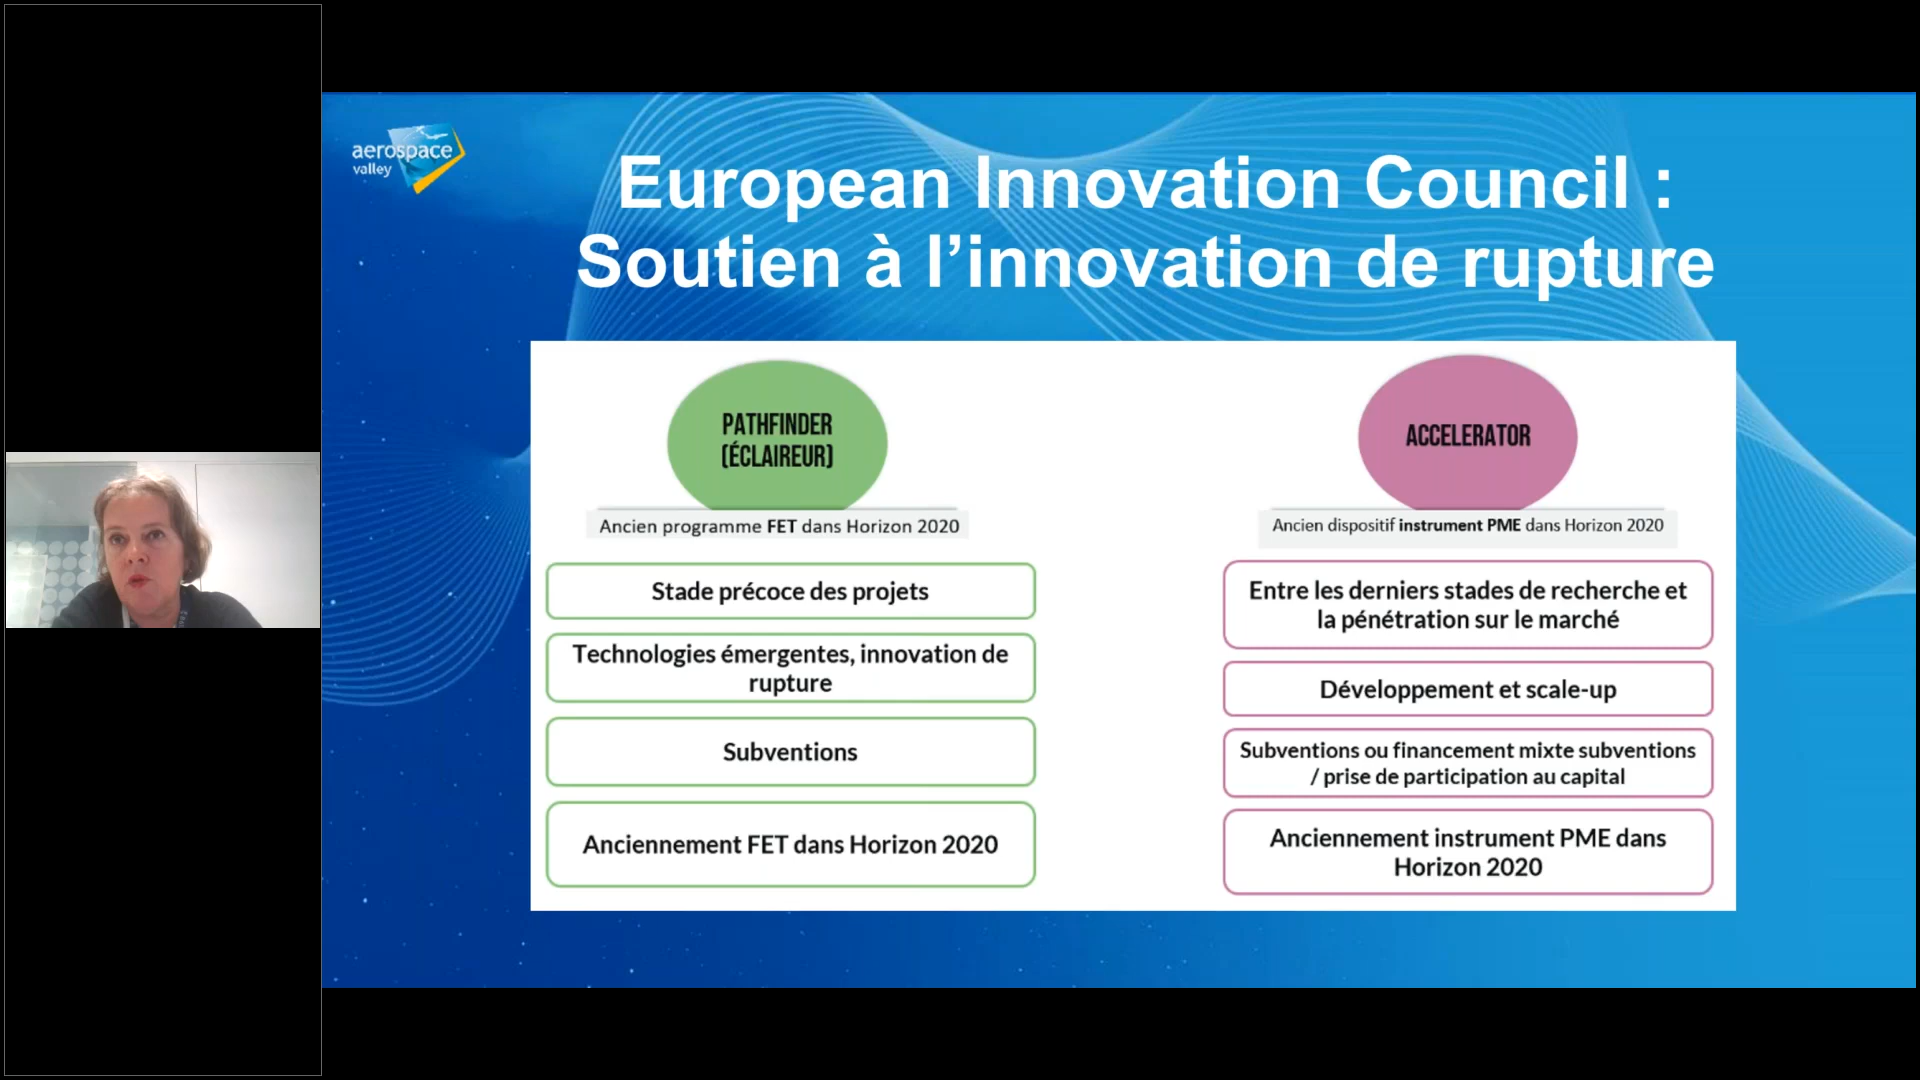 aerospace
valley
European Innovation Council :
Soutien à l’innovation de rupture
PATHFINDER
(ÉCLAIREUR)
Ancien programme FET dans Horizon 2020
Stade précoce des projets
Technologies émergentes, innovation de
rupture
Subventions
Anciennement FET dans Horizon 2020
ACCELERATOR
Ancien dispositif instrument PME dans Horizon 2020
Entre les derniers stades de recherche et
la pénétration sur le marché
Développement et scale-up
Subventions ou financement mixte subventions
/ prise de participation au capital
Anciennement instrument PME dans
Horizon 2020